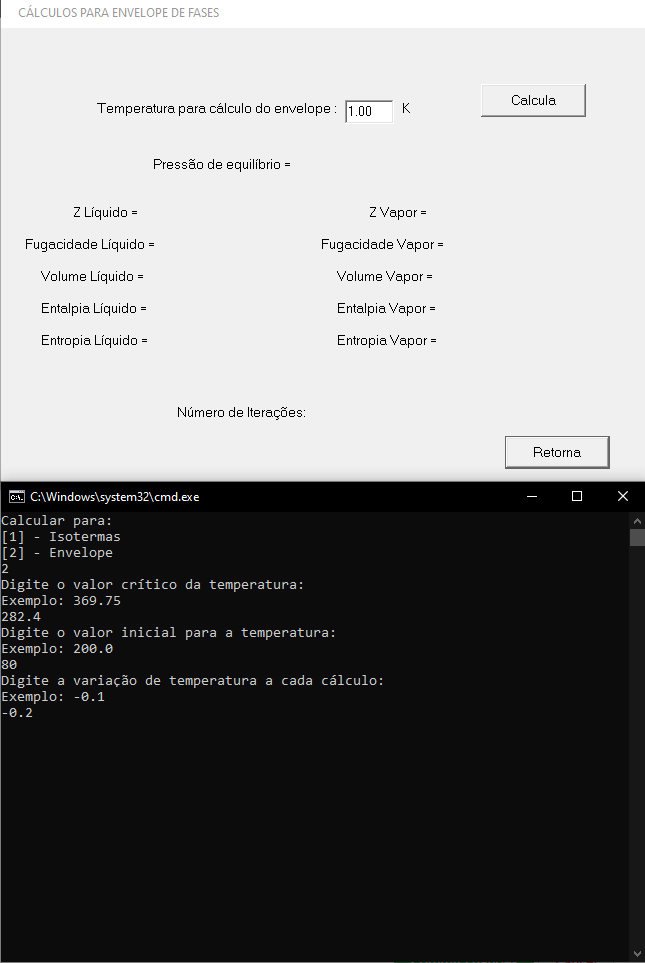 CÁLCULOS PARA ENVELOPE DE FASES
Temperatura para cálculo do envelope : 1.00 K
Calcula
Pressão de equilíbrio =
Z Líquido = Z Vapor =
Fugacidade Líquido = Fugacidade Vapor =
Volume Líquido = Volume Vapor =
Entalpia Líquido = Entalpia Vapor =
Entropia Líquido = Entropia Vapor =
Número de Iterações:
Retorna
C:\Windows\system32\cmd.exe
Calcular para:
[1] - Isotermas
[2] - Envelope
2
Digite o valor crítico da temperatura:
Exemplo: 369.75
282.4
Digite o valor inicial para a temperatura:
Exemplo: 200.0
80
Digite a variação de temperatura a cada cálculo:
Exemplo: -0.1
-0.2